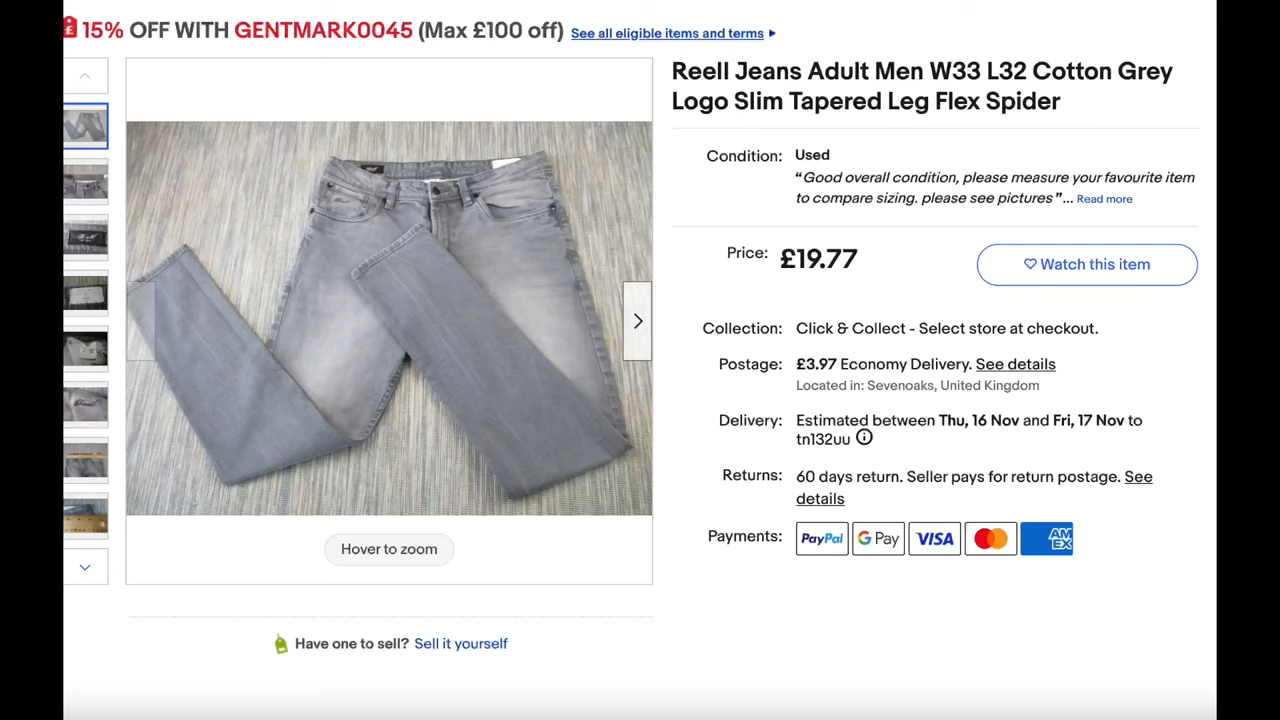 15% OFF WITH GENTMARK0045 (Max £100 off) See all eligible items and terms
Reell Jeans Adult Men W33 L32 Cotton Grey
Logo Slim Tapered Leg Flex Spider
Condition: Used
“Good overall condition, please measure your favourite item
to compare sizing. please see pictures”... Read more
Price: £19.77
Watch this item
Collection: Click & Collect - Select store at checkout.
Postage: £3.97 Economy Delivery. See details
Located in: Sevenoaks, United Kingdom
Delivery: Estimated between Thu, 16 Nov and Fri, 17 Nov to
tn132uu
Returns: 60 days return. Seller pays for return postage. See
details
Payments: PayPal G Pay VISA AM
EX
Hover to zoom
Have one to sell? Sell it yourself